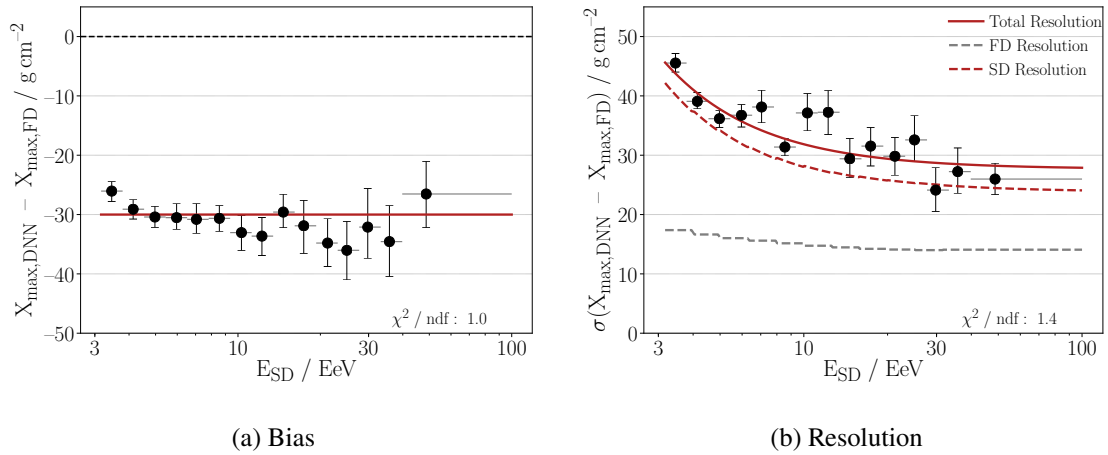 X_max,DNN − X_max,FD / g cm⁻²
0
−10
−20
−30
−40
−50
χ² / ndf : 1.0
3
10
30
100
E_SD / EeV
(a) Bias
σ(X_max,DNN − X_max,FD) / g cm⁻²
50
40
30
20
10
0
Total Resolution
FD Resolution
SD Resolution
χ² / ndf : 1.4
3
10
30
100
E_SD / EeV
(b) Resolution